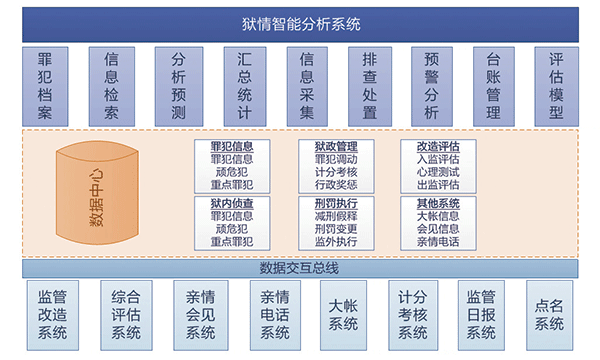 狱情智能分析系统
罪犯档案
信息检索
分析预测
汇总统计
信息采集
排查处置
预警分析
台账管理
评估模型
数据中心
罪犯信息
罪犯信息
顽危犯
重点罪犯
狱政管理
罪犯调动
计分考核
行政奖惩
改造评估
入监评估
心理测试
出监评估
狱内侦查
罪犯信息
顽危犯
重点罪犯
刑罚执行
减刑假释
刑罚变更
监外执行
其他系统
大帐信息
会见信息
亲情电话
数据交互总线
监管
改造
系统
综合
评估
系统
亲情
会见
系统
亲情
电话
系统
大帐
系统
计分
考核
系统
监管
日报
系统
点名
系统